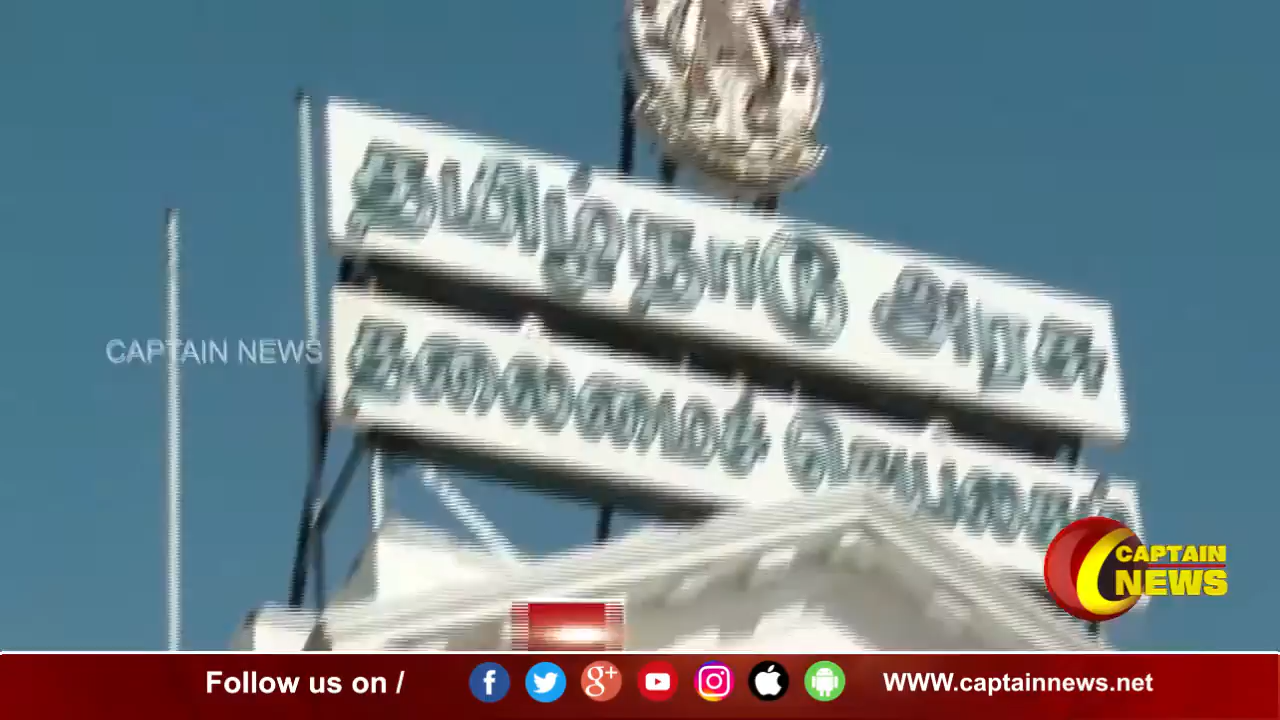 தமிழ்நாடு அரசு
தலைமைச் செயலகம்
CAPTAIN NEWS
CAPTAIN
NEWS
Follow us on /
WWW.captainnews.net